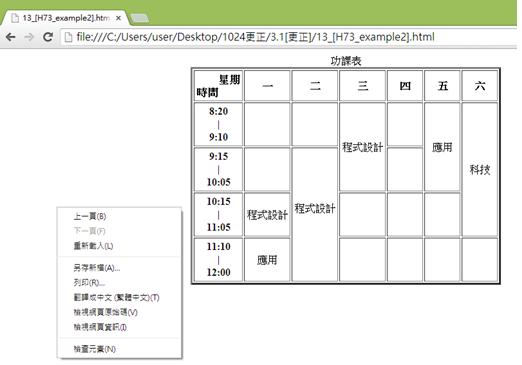 13_[H73_example2].htm
file:///C:/Users/user/Desktop/1024更正/3.1[更正]/13_[H73_example2].html
功課表
星期
時間
一 二 三 四 五 六
8:20
|
9:10
程式設計
應用
科技
9:15
|
10:05
程式設計
10:15
|
11:05
程式設計
11:10
|
12:00
應用
上一頁(B)
下一頁(F)
重新載入(L)
另存新檔(A)...
列印(R)...
翻譯成中文 (繁體中文)(T)
檢視網頁原始碼(V)
檢視網頁資訊(I)
檢查元素(N)